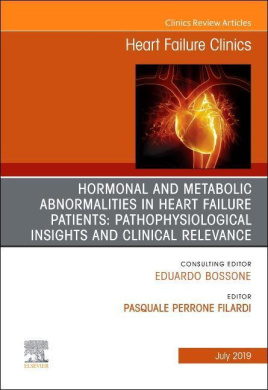 Clinics Review Articles
Heart Failure Clinics
HORMONAL AND METABOLIC
ABNORMALITIES IN HEART FAILURE
PATIENTS: PATHOPHYSIOLOGICAL
INSIGHTS AND CLINICAL RELEVANCE
CONSULTING EDITOR
EDUARDO BOSSONE
EDITOR
PASQUALE PERRONE FILARDI
ELSEVIER
July 2019